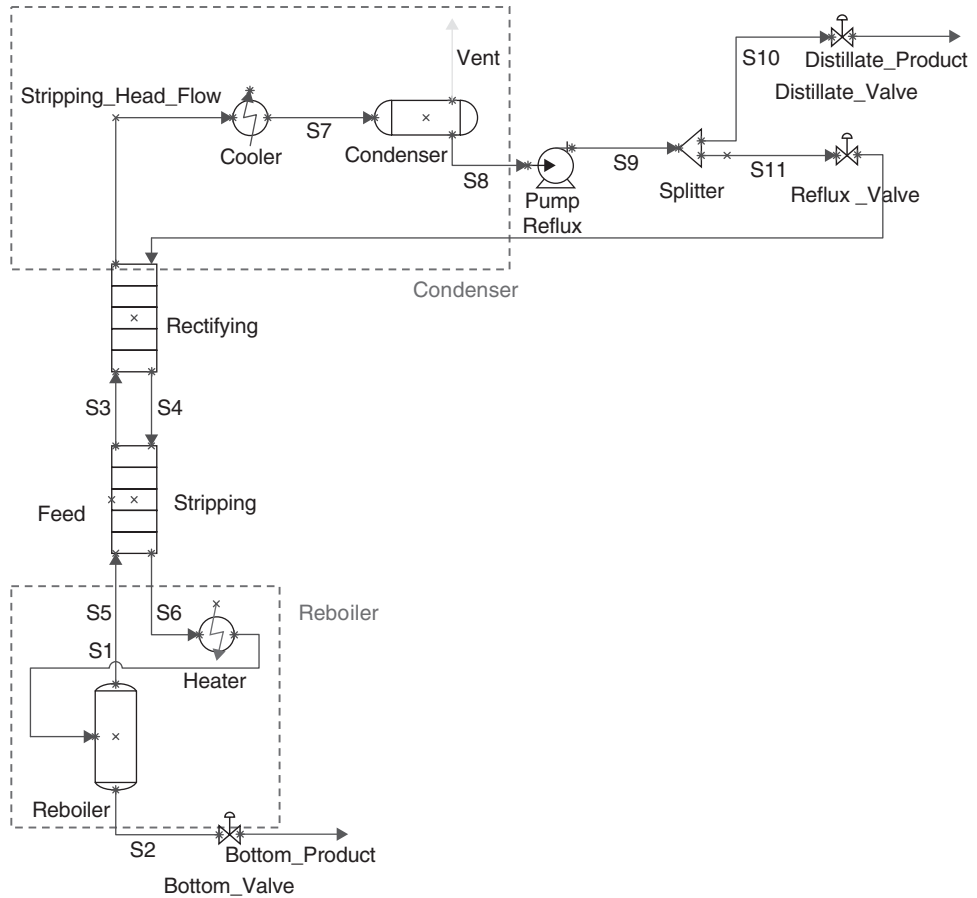 Vent
S10
Distillate_Product
Distillate_Valve
Stripping_Head_Flow
S7
Cooler
Condenser
S8
S9
S11
Splitter
Pump
Reflux
Reflux _Valve
Condenser
Rectifying
S3
S4
Feed
Stripping
S5
S6
Reboiler
S1
Heater
Reboiler
S2
Bottom_Product
Bottom_Valve